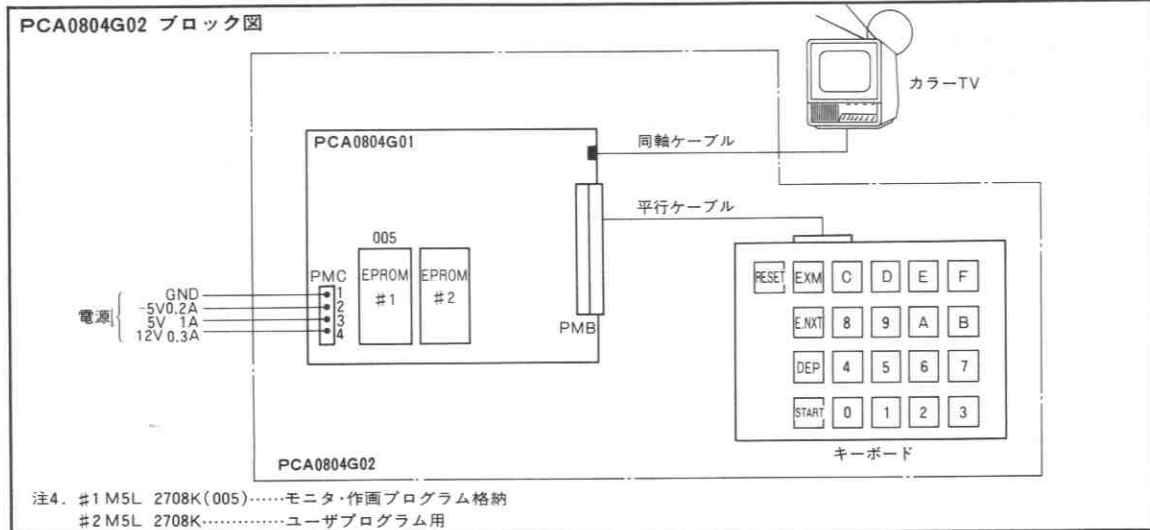 PCA0804G02 ブロック図
カラーTV
PCA0804G01
同軸ケーブル
平行ケーブル
005
PMC
EPROM
#1
EPROM
#2
PMB
電源
GND 1
-5V 0.2A 2
5V 1A 3
12V 0.3A 4
RESET EXM C D E F
E.NXT 8 9 A B
DEP 4 5 6 7
START 0 1 2 3
キーボード
PCA0804G02
注4. #1 M5L 2708K(005)……モニタ・作画プログラム格納
#2 M5L 2708K…………ユーザプログラム用